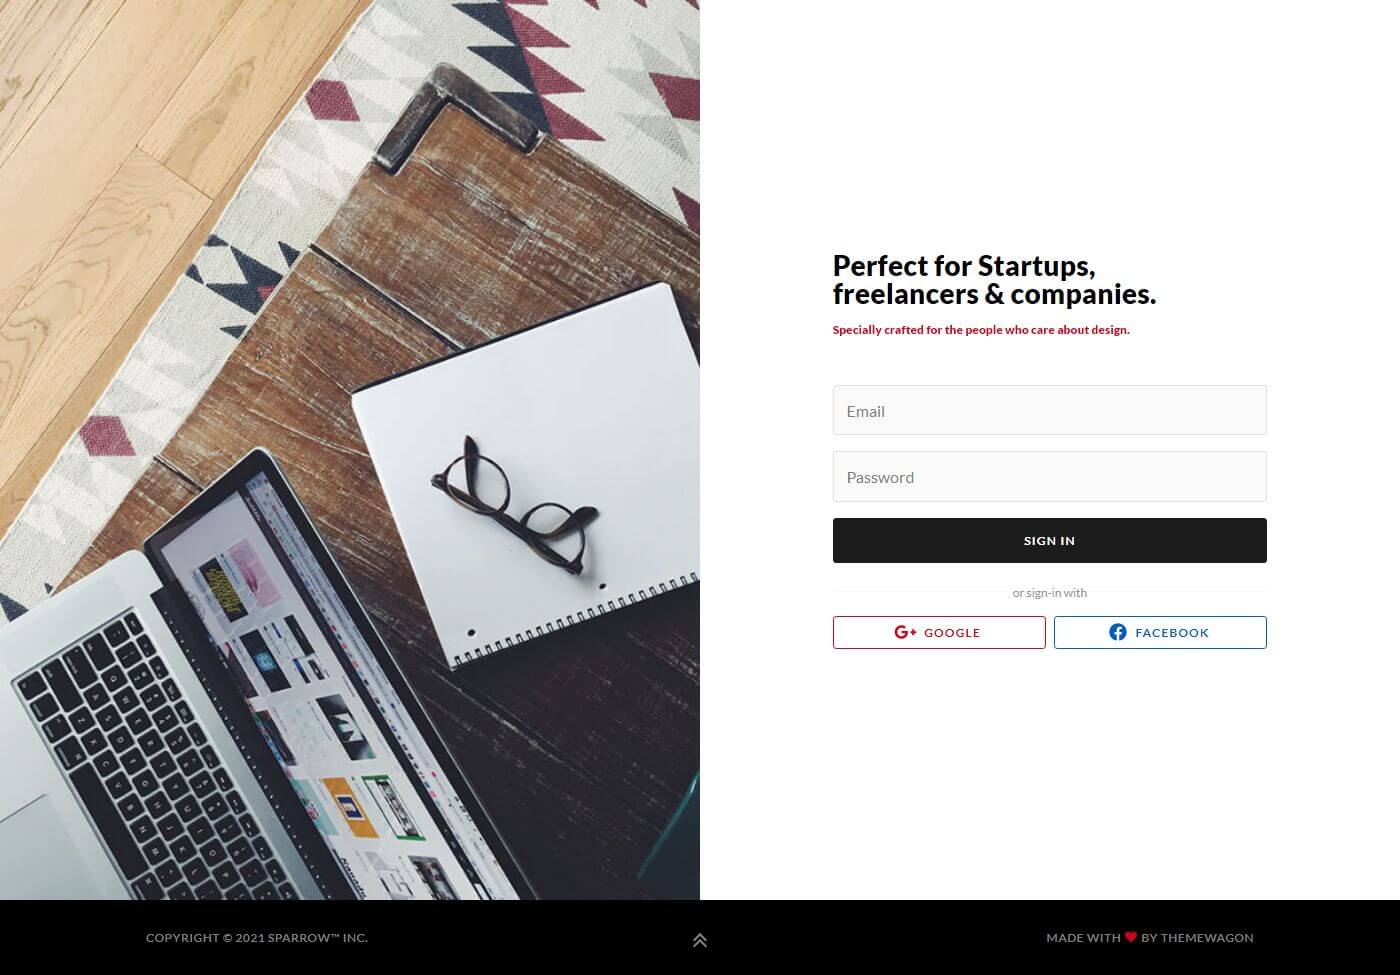 Perfect for Startups,
freelancers & companies.
Specially crafted for the people who care about design.
Email
Password
SIGN IN
or sign-in with
GOOGLE
FACEBOOK
COPYRIGHT © 2021 SPARROW™ INC.
MADE WITH ❤ BY THEMEWAGON